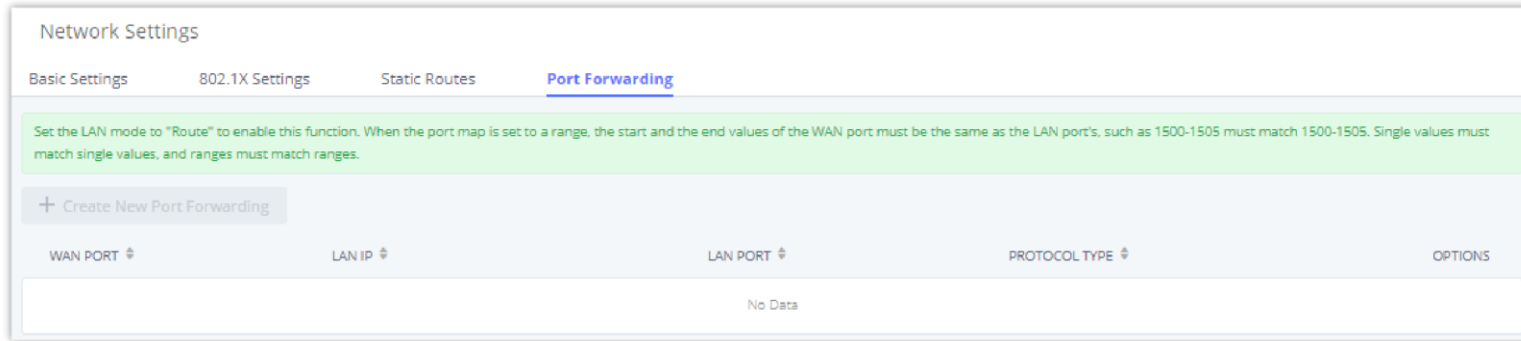 Network Settings
Basic Settings 802.1X Settings Static Routes Port Forwarding
Set the LAN mode to "Route" to enable this function. When the port map is set to a range, the start and the end values of the WAN port must be the same as the LAN port's, such as 1500-1505 must match 1500-1505. Single values must
match single values, and ranges must match ranges.
+ Create New Port Forwarding
WAN PORT LAN IP LAN PORT PROTOCOL TYPE OPTIONS
No Data